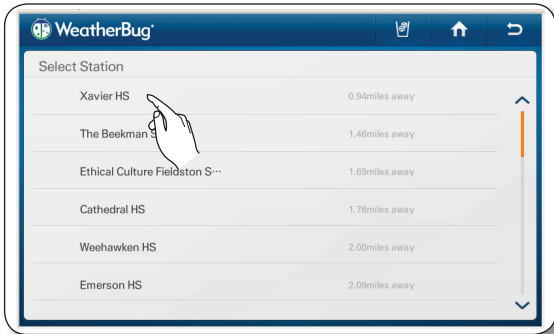 WeatherBug®
Select Station
Xavier HS 0.94miles away
The Beekman S 1.46miles away
Ethical Culture Fieldston S··· 1.69miles away
Cathedral HS 1.78miles away
Weehawken HS 2.00miles away
Emerson HS 2.09miles away